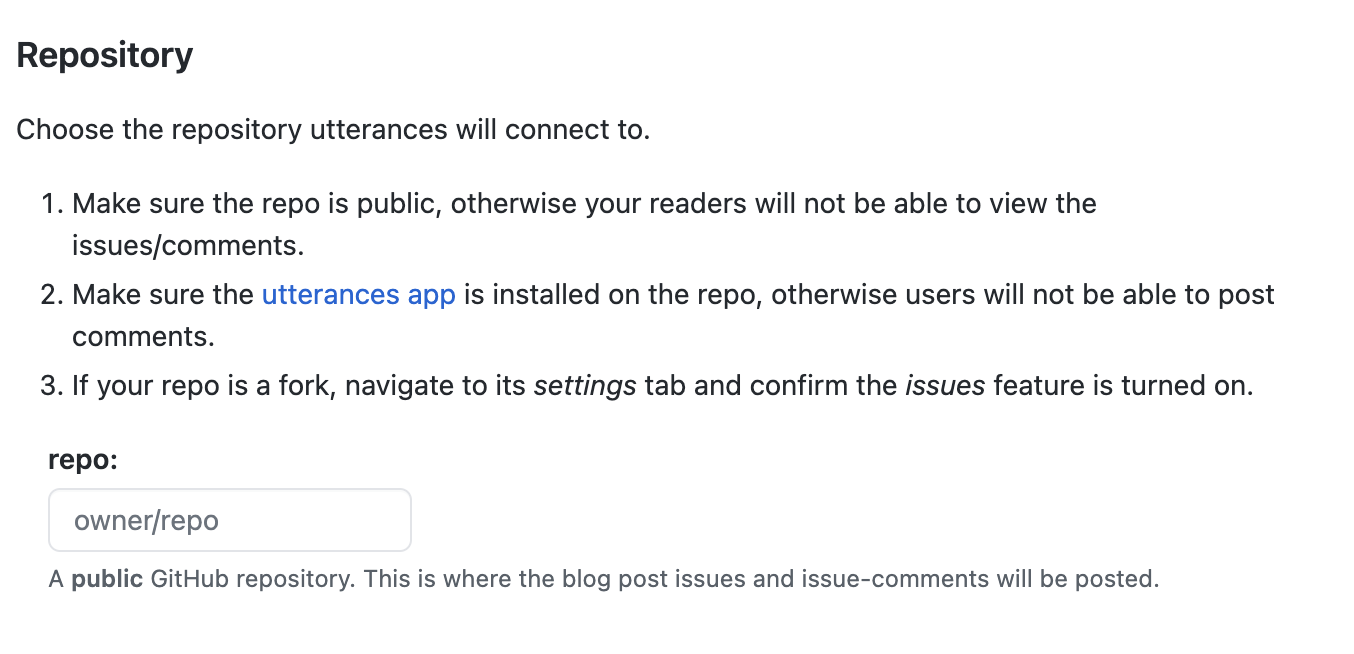 Repository
Choose the repository utterances will connect to.
1. Make sure the repo is public, otherwise your readers will not be able to view the
issues/comments.
2. Make sure the utterances app is installed on the repo, otherwise users will not be able to post
comments.
3. If your repo is a fork, navigate to its settings tab and confirm the issues feature is turned on.
repo:
owner/repo
A public GitHub repository. This is where the blog post issues and issue-comments will be posted.